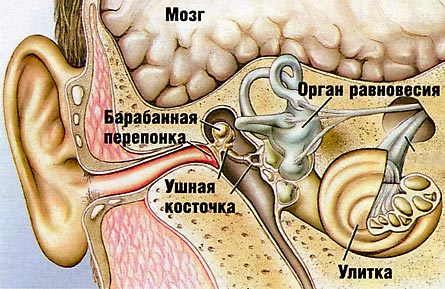 Мозг
Орган равновесия
Барабанная
перепонка
Ушная
косточка
Улитка